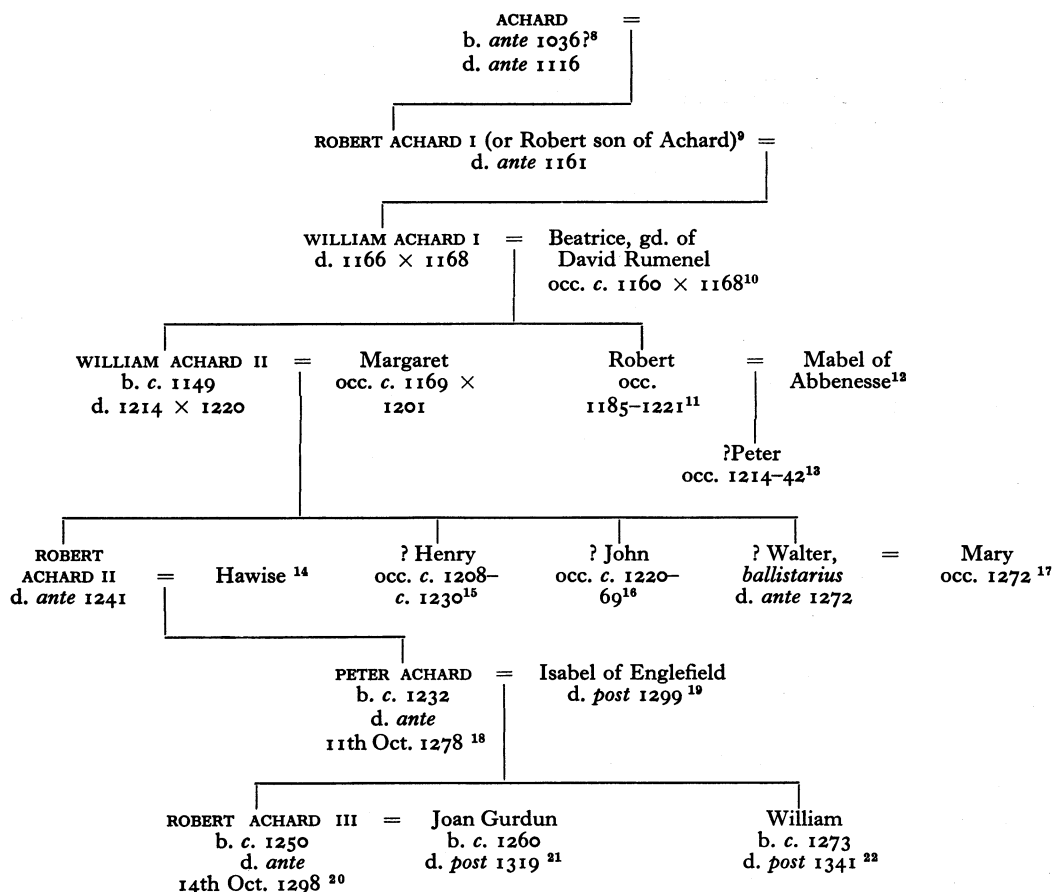 ACHARD =
b. ante 1036?⁸
d. ante 1116
ROBERT ACHARD I (or Robert son of Achard)⁹ =
d. ante 1161
WILLIAM ACHARD I = Beatrice, gd. of
d. 1166 × 1168 David Rumenel
occ. c. 1160 × 1168¹⁰
WILLIAM ACHARD II = Margaret Robert = Mabel of
b. c. 1149 occ. c. 1169 × occ. Abbenesse¹²
d. 1214 × 1220 1201 1185–1221¹¹
?Peter
occ. 1214–42¹³
ROBERT ? Henry ? John ? Walter, = Mary
ACHARD II = Hawise ¹⁴ occ. c. 1208– occ. c. 1220– ballistarius occ. 1272 ¹⁷
d. ante 1241 c. 1230¹⁵ 69¹⁶ d. ante 1272
PETER ACHARD = Isabel of Englefield
b. c. 1232 d. post 1299 ¹⁹
d. ante
11th Oct. 1278 ¹⁸
ROBERT ACHARD III = Joan Gurdun William
b. c. 1250 b. c. 1260 b. c. 1273
d. ante d. post 1319 ²¹ d. post 1341 ²²
14th Oct. 1298 ²⁰